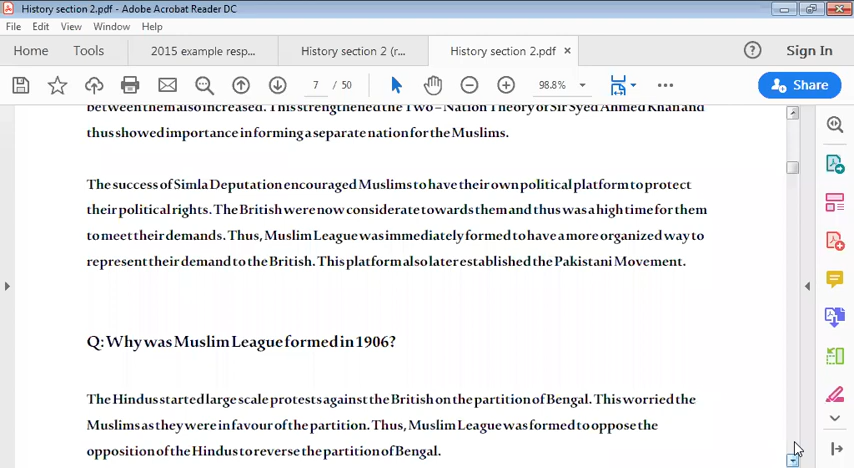 History section 2.pdf - Adobe Acrobat Reader DC
File Edit View Window Help
Home Tools 2015 example resp... History section 2 (r... History section 2.pdf × Sign In
7 / 50 98.8% Share
between them also increased. This strengthened the Two – Nation Theory of Sir Syed Ahmed Khan and
thus showed importance in forming a separate nation for the Muslims.
The success of Simla Deputation encouraged Muslims to have their own political platform to protect
their political rights. The British were now considerate towards them and thus was a high time for them
to meet their demands. Thus, Muslim League was immediately formed to have a more organized way to
represent their demand to the British. This platform also later established the Pakistani Movement.
Q: Why was Muslim League formed in 1906?
The Hindus started large scale protests against the British on the partition of Bengal. This worried the
Muslims as they were in favour of the partition. Thus, Muslim League was formed to oppose the
opposition of the Hindus to reverse the partition of Bengal.